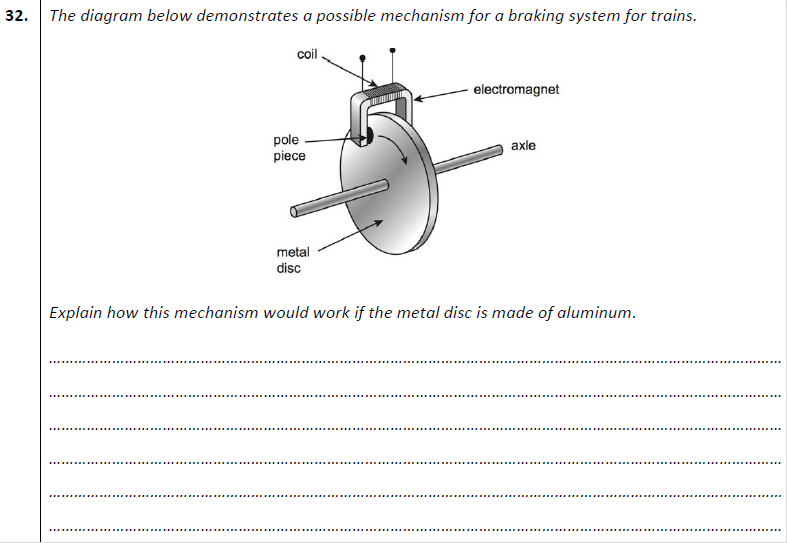 32. The diagram below demonstrates a possible mechanism for a braking system for trains.
coil
electromagnet
pole
piece
axle
metal
disc
Explain how this mechanism would work if the metal disc is made of aluminum.